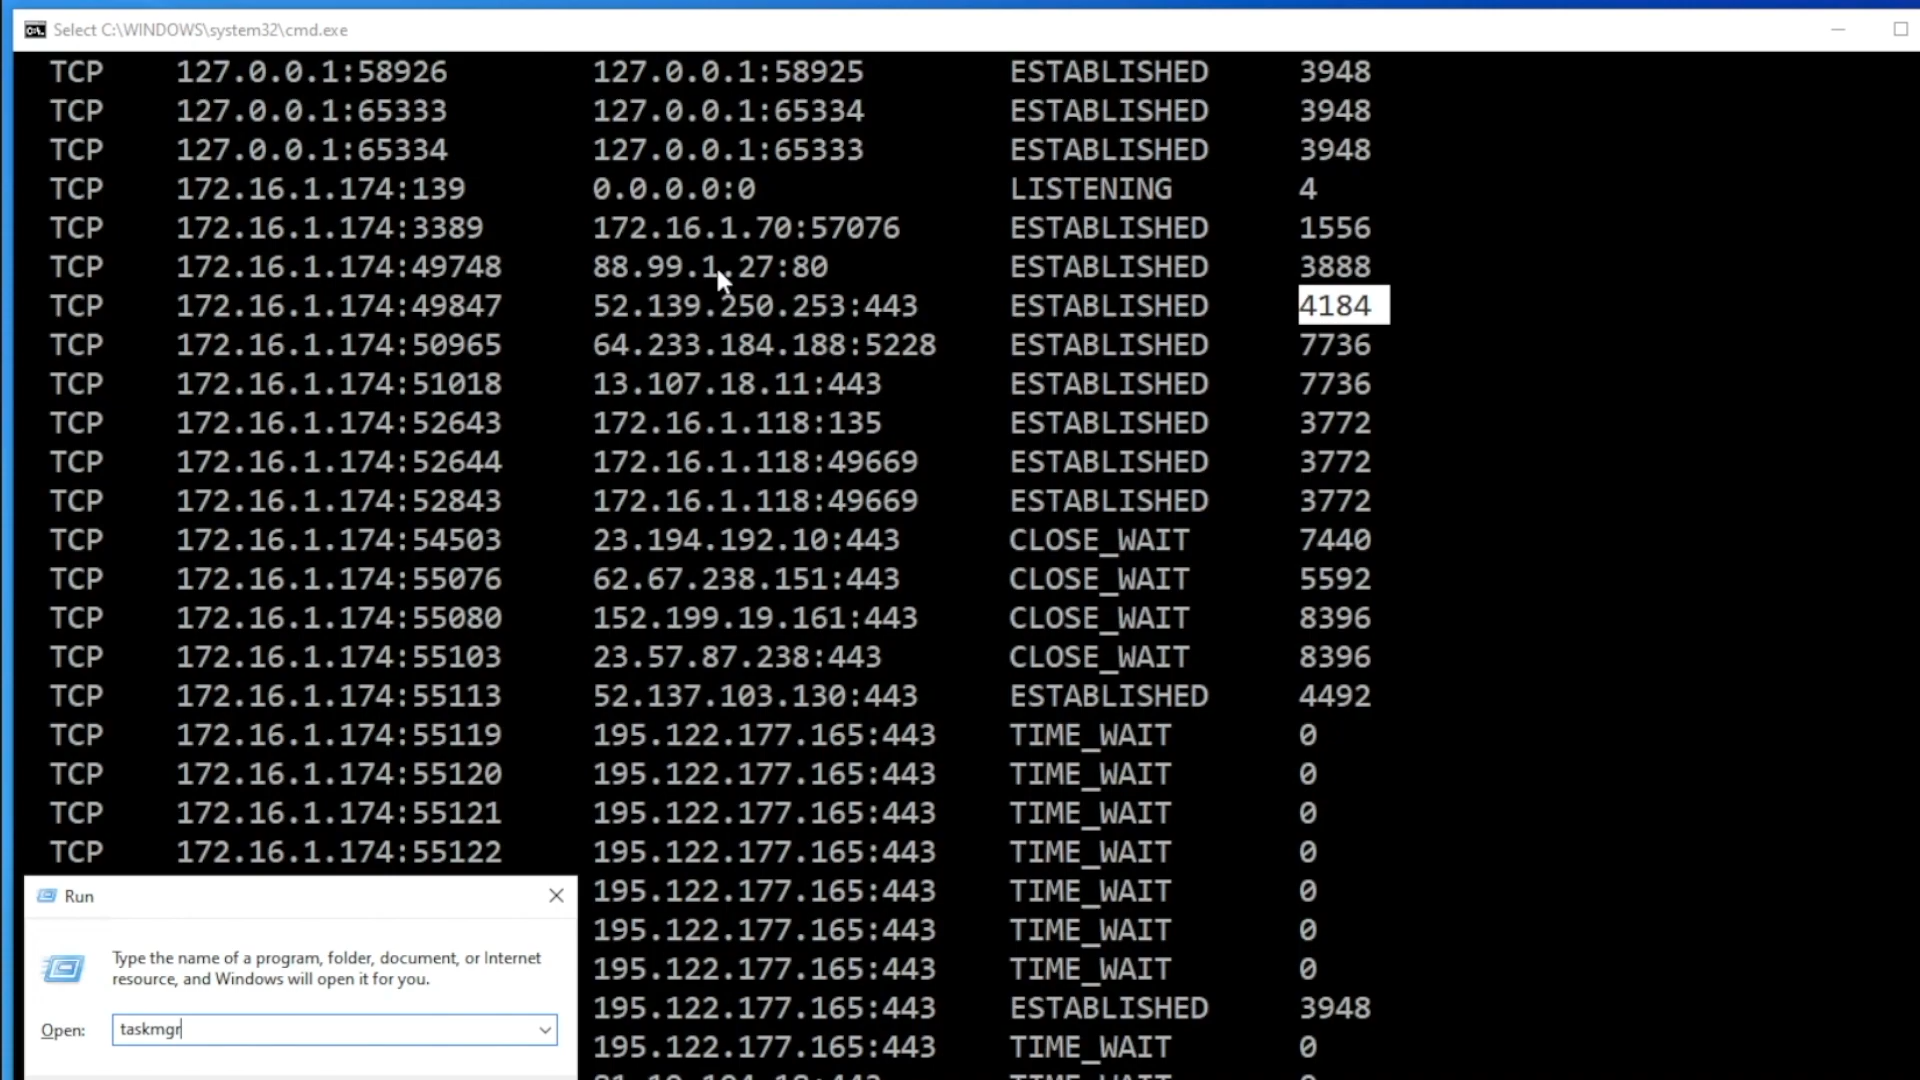 Select C:\WINDOWS\system32\cmd.exe
TCP 127.0.0.1:58926 127.0.0.1:58925 ESTABLISHED 3948
TCP 127.0.0.1:65333 127.0.0.1:65334 ESTABLISHED 3948
TCP 127.0.0.1:65334 127.0.0.1:65333 ESTABLISHED 3948
TCP 172.16.1.174:139 0.0.0.0:0 LISTENING 4
TCP 172.16.1.174:3389 172.16.1.70:57076 ESTABLISHED 1556
TCP 172.16.1.174:49748 88.99.1.27:80 ESTABLISHED 3888
TCP 172.16.1.174:49847 52.139.250.253:443 ESTABLISHED 4184
TCP 172.16.1.174:50965 64.233.184.188:5228 ESTABLISHED 7736
TCP 172.16.1.174:51018 13.107.18.11:443 ESTABLISHED 7736
TCP 172.16.1.174:52643 172.16.1.118:135 ESTABLISHED 3772
TCP 172.16.1.174:52644 172.16.1.118:49669 ESTABLISHED 3772
TCP 172.16.1.174:52843 172.16.1.118:49669 ESTABLISHED 3772
TCP 172.16.1.174:54503 23.194.192.10:443 CLOSE_WAIT 7440
TCP 172.16.1.174:55076 62.67.238.151:443 CLOSE_WAIT 5592
TCP 172.16.1.174:55080 152.199.19.161:443 CLOSE_WAIT 8396
TCP 172.16.1.174:55103 23.57.87.238:443 CLOSE_WAIT 8396
TCP 172.16.1.174:55113 52.137.103.130:443 ESTABLISHED 4492
TCP 172.16.1.174:55119 195.122.177.165:443 TIME_WAIT 0
TCP 172.16.1.174:55120 195.122.177.165:443 TIME_WAIT 0
TCP 172.16.1.174:55121 195.122.177.165:443 TIME_WAIT 0
TCP 172.16.1.174:55122 195.122.177.165:443 TIME_WAIT 0
195.122.177.165:443 TIME_WAIT 0
195.122.177.165:443 TIME_WAIT 0
195.122.177.165:443 TIME_WAIT 0
195.122.177.165:443 ESTABLISHED 3948
195.122.177.165:443 TIME_WAIT 0
Run
Type the name of a program, folder, document, or Internet
resource, and Windows will open it for you.
Open: taskmgr